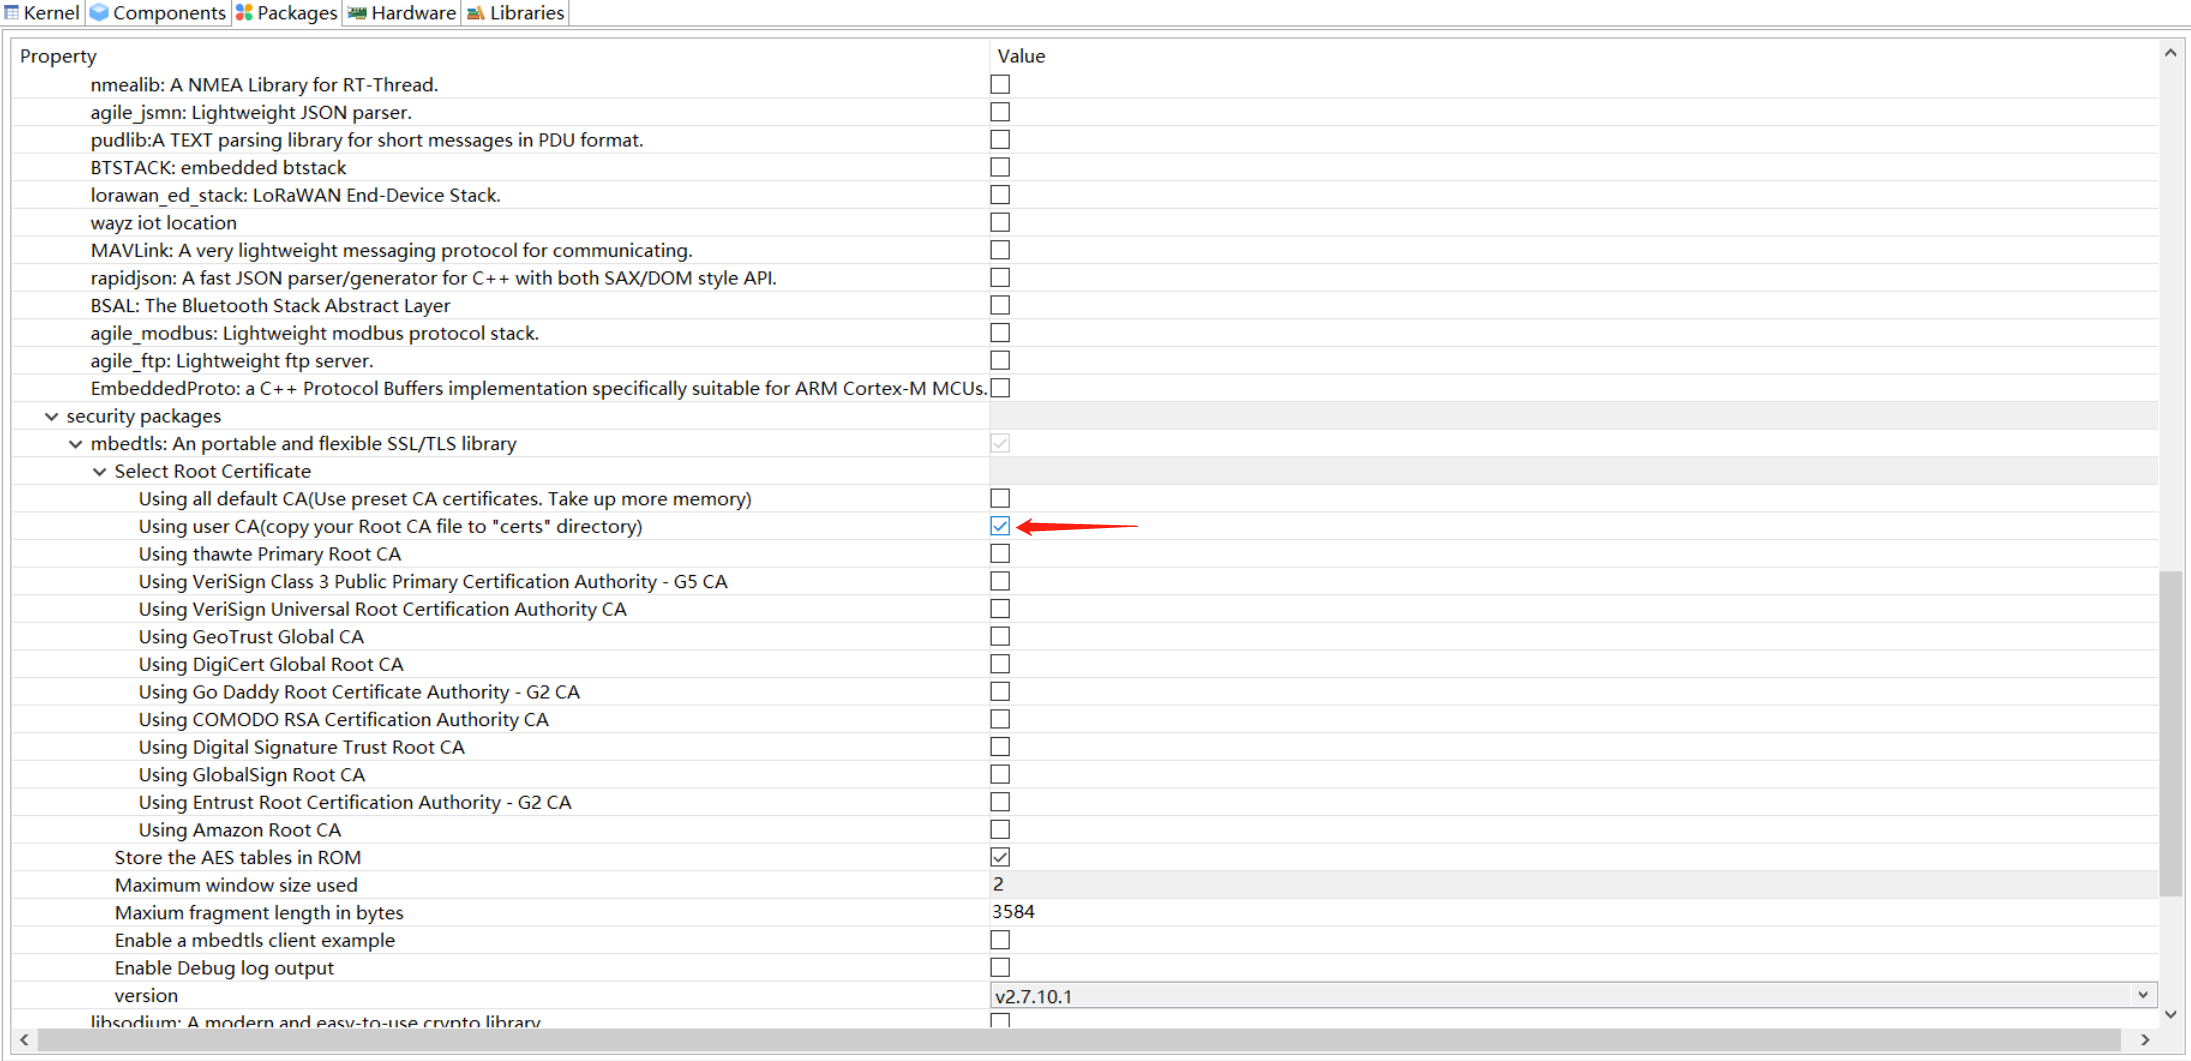 Kernel Components Packages Hardware Libraries
Property Value
nmealib: A NMEA Library for RT-Thread.
agile_jsmn: Lightweight JSON parser.
pudlib:A TEXT parsing library for short messages in PDU format.
BTSTACK: embedded btstack
lorawan_ed_stack: LoRaWAN End-Device Stack.
wayz iot location
MAVLink: A very lightweight messaging protocol for communicating.
rapidjson: A fast JSON parser/generator for C++ with both SAX/DOM style API.
BSAL: The Bluetooth Stack Abstract Layer
agile_modbus: Lightweight modbus protocol stack.
agile_ftp: Lightweight ftp server.
EmbeddedProto: a C++ Protocol Buffers implementation specifically suitable for ARM Cortex-M MCUs.
security packages
mbedtls: An portable and flexible SSL/TLS library
Select Root Certificate
Using all default CA(Use preset CA certificates. Take up more memory)
Using user CA(copy your Root CA file to "certs" directory)
Using thawte Primary Root CA
Using VeriSign Class 3 Public Primary Certification Authority - G5 CA
Using VeriSign Universal Root Certification Authority CA
Using GeoTrust Global CA
Using DigiCert Global Root CA
Using Go Daddy Root Certificate Authority - G2 CA
Using COMODO RSA Certification Authority CA
Using Digital Signature Trust Root CA
Using GlobalSign Root CA
Using Entrust Root Certification Authority - G2 CA
Using Amazon Root CA
Store the AES tables in ROM
Maximum window size used 2
Maxium fragment length in bytes 3584
Enable a mbedtls client example
Enable Debug log output
version v2.7.10.1
libsodium: A modern and easy-to-use crypto library